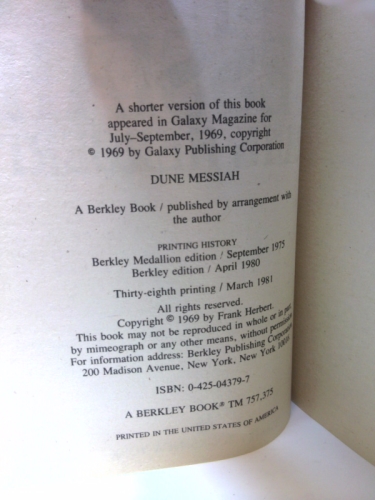 A shorter version of this book
appeared in Galaxy Magazine for
July–September, 1969, copyright
© 1969 by Galaxy Publishing Corporation
DUNE MESSIAH
A Berkley Book / published by arrangement with
the author
PRINTING HISTORY
Berkley Medallion edition / September 1975
Berkley edition / April 1980
Thirty-eighth printing / March 1981
All rights reserved.
Copyright © 1969 by Frank Herbert.
This book may not be reproduced in whole or in part,
by mimeograph or any other means, without permission.
For information address: Berkley Publishing Corporation,
200 Madison Avenue, New York, New York
ISBN: 0-425-04379-7
A BERKLEY BOOK® TM 757,375
PRINTED IN THE UNITED STATES OF AMERICA